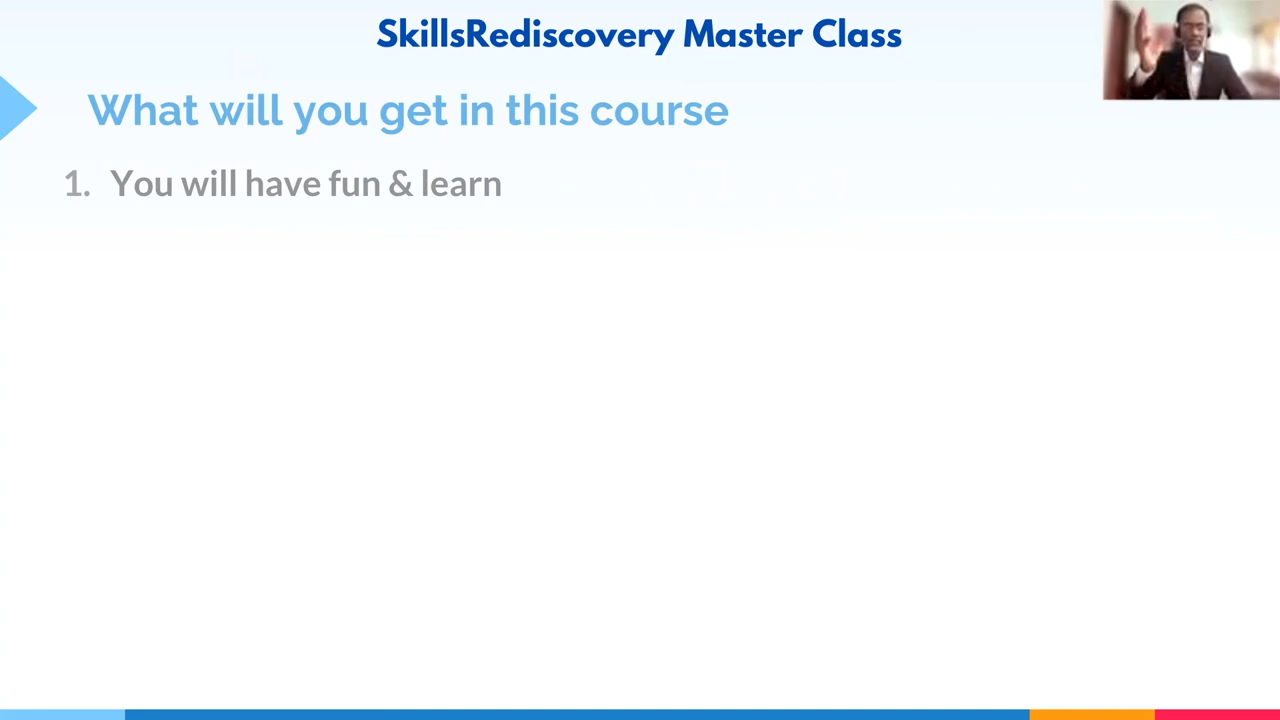 SkillsRediscovery Master Class
What will you get in this course
1. You will have fun & learn